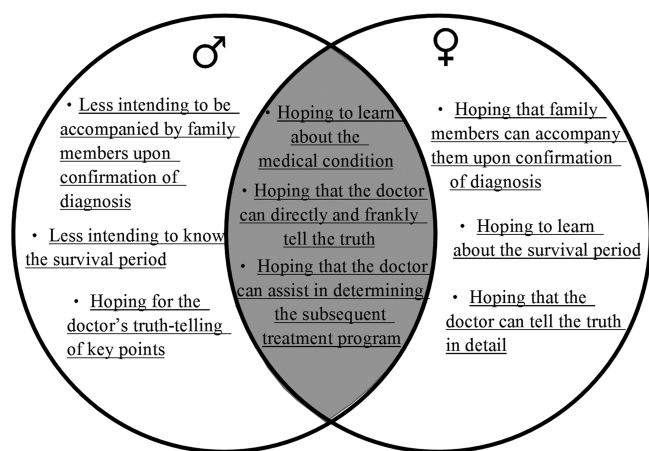 ♂
・ Less intending to be
accompanied by family
members upon
confirmation of
diagnosis
・ Less intending to know
the survival period
・ Hoping for the
doctor’s truth-telling
of key points
・ Hoping to learn
about the
medical condition
・ Hoping that the doctor
can directly and frankly
tell the truth
・ Hoping that the doctor
can assist in determining
the subsequent
treatment program
♀
・ Hoping that family
members can accompany
them upon confirmation
of diagnosis
・ Hoping to learn
about the survival period
・ Hoping that the
doctor can tell the truth
in detail